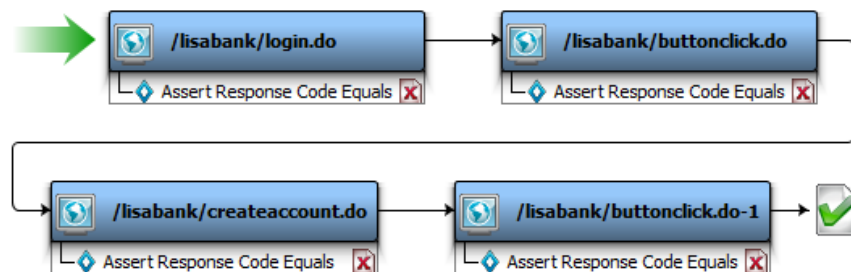 /lisabank/login.do
/lisabank/buttonclick.do
Assert Response Code Equals
Assert Response Code Equals
/lisabank/createaccount.do
/lisabank/buttonclick.do-1
Assert Response Code Equals
Assert Response Code Equals